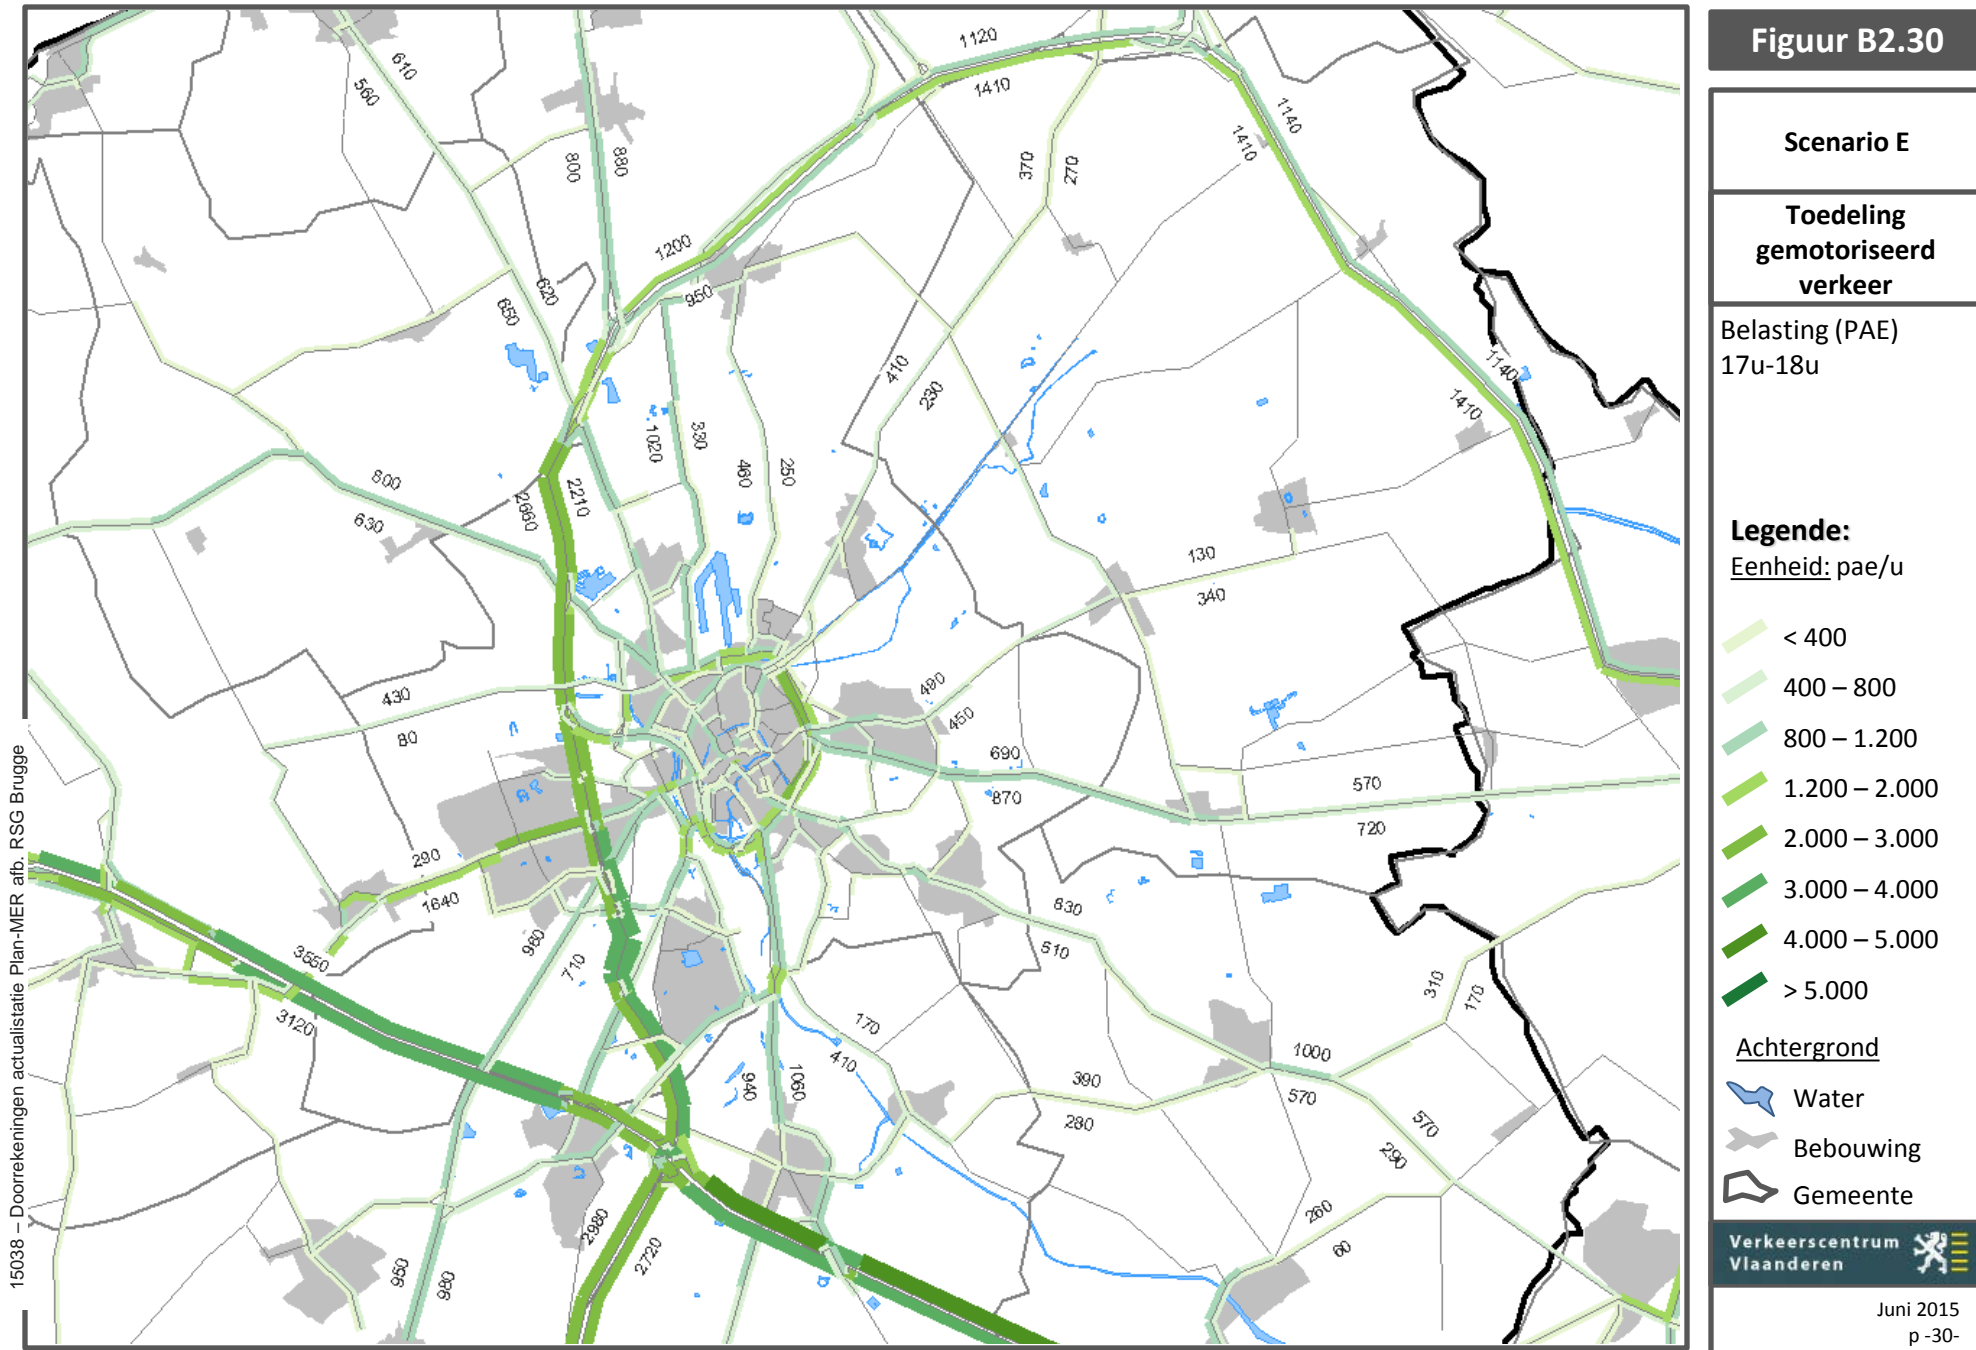 Figuur B2.30
Scenario E
Toedeling
gemotoriseerd
verkeer
Belasting (PAE)
17u-18u
Legende:
Eenheid: pae/u
< 400
400 – 800
800 – 1.200
1.200 – 2.000
2.000 – 3.000
3.000 – 4.000
4.000 – 5.000
> 5.000
Achtergrond
Water
Bebouwing
Gemeente
Verkeerscentrum
Vlaanderen
Juni 2015
p -30-
15038 – Doorrekeningen actualistatie Plan-MER afb. RSG Brugge
610
560
800
880
1120
1410
1140
1410
370
270
1200
950
620
650
410
230
1020
330
460
250
1140
1410
800
630
2660
2210
130
340
430
80
490
450
690
870
570
720
290
1640
3550
3120
960
710
630
510
310
170
170
410
940
1060
390
280
1000
570
570
290
260
60
2980
2720
950
980